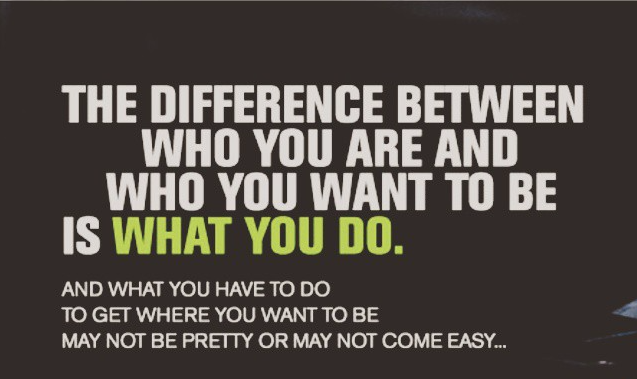 THE DIFFERENCE BETWEEN
WHO YOU ARE AND
WHO YOU WANT TO BE
IS WHAT YOU DO.
AND WHAT YOU HAVE TO DO
TO GET WHERE YOU WANT TO BE
MAY NOT BE PRETTY OR MAY NOT COME EASY...